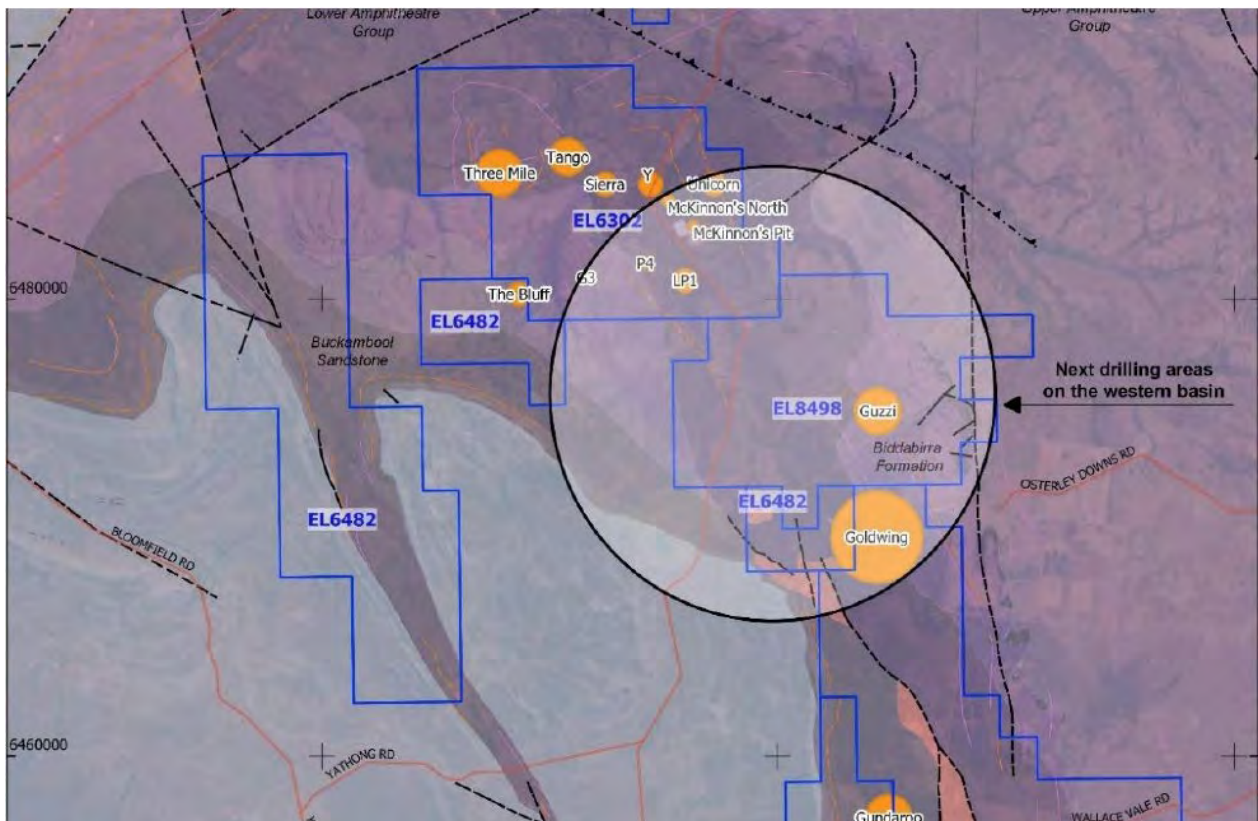 Lower Amphitheatre
Group
Upper Amphitheatre
Group
Tango
Three Mile
Sierra
Y
Unicorn
McKinnon's North
EL6302
McKinnon's Pit
P4
G3
LP1
6480000
The Bluff
EL6482
Buckambool
Sandstone
Next drilling areas
on the western basin
EL8498
Guzzi
Biddabirra
Formation
OSTERLEY DOWNS RD
EL6482
EL6482
Goldwing
BLOOMFIELD RD
6460000
YATHONG RD
WALLACE VALE RD
Gundaroo